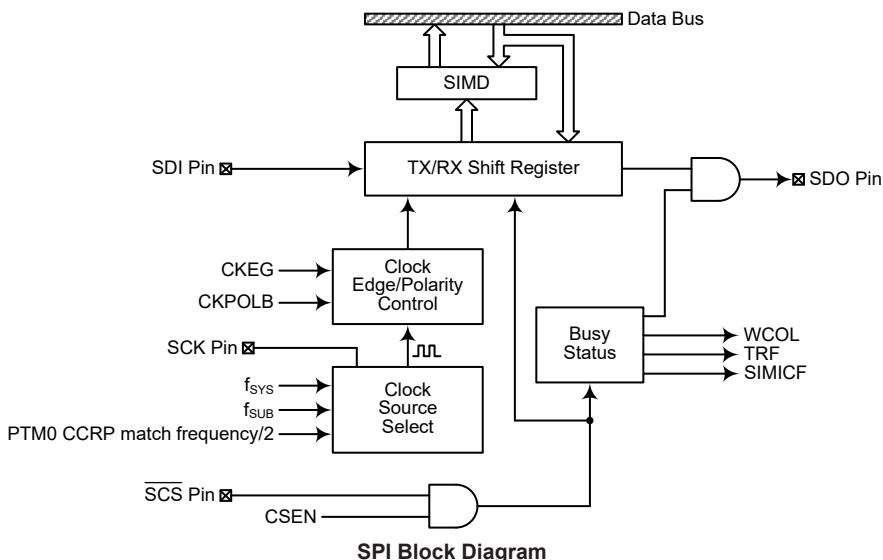 Data Bus
SIMD
SDI Pin
TX/RX Shift Register
SDO Pin
CKEG
CKPOLB
Clock
Edge/Polarity
Control
Busy
Status
WCOL
TRF
SIMICF
SCK Pin
fSYS
fSUB
PTM0 CCRP match frequency/2
Clock
Source
Select
SCS Pin
CSEN
SPI Block Diagram